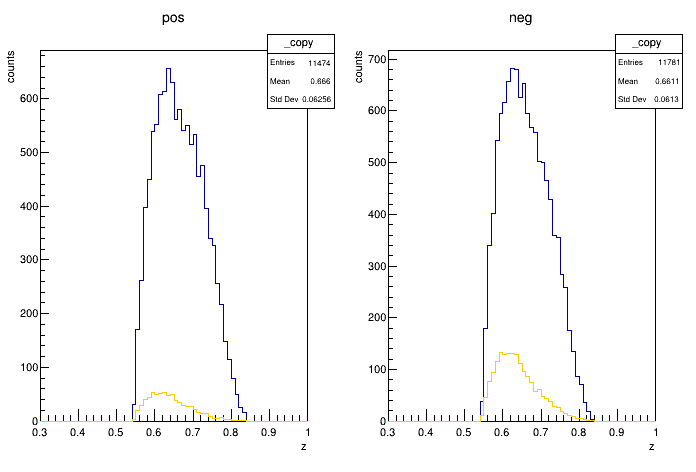 pos
counts
_copy
Entries 11474
Mean 0.666
Std Dev 0.06256
600
500
400
300
200
100
0
0.3 0.4 0.5 0.6 0.7 0.8 0.9 1
z
neg
counts
_copy
Entries 11781
Mean 0.6611
Std Dev 0.0613
700
600
500
400
300
200
100
0
0.3 0.4 0.5 0.6 0.7 0.8 0.9 1
z